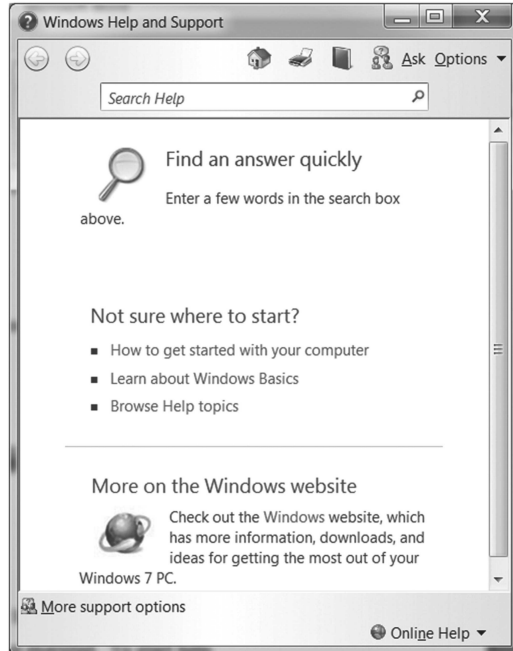 Windows Help and Support
Ask Options
Search Help
Find an answer quickly
Enter a few words in the search box
above.
Not sure where to start?
How to get started with your computer
Learn about Windows Basics
Browse Help topics
More on the Windows website
Check out the Windows website, which
has more information, downloads, and
ideas for getting the most out of your
Windows 7 PC.
More support options
Online Help